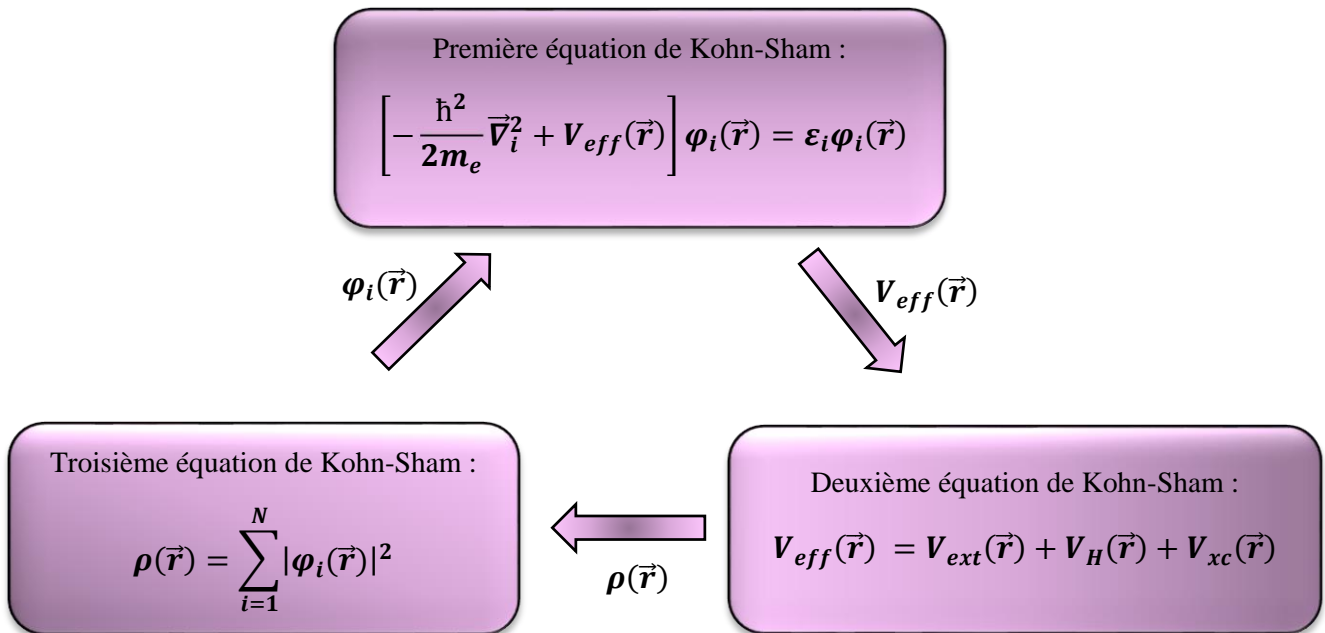 Première équation de Kohn-Sham :
[-ħ²/2mₑ ∇⃗ᵢ² + V_eff(r⃗)] φᵢ(r⃗) = εᵢφᵢ(r⃗)
φᵢ(r⃗)
V_eff(r⃗)
Troisième équation de Kohn-Sham :
ρ(r⃗) = ∑ᵢ₌₁ᴺ |φᵢ(r⃗)|²
ρ(r⃗)
Deuxième équation de Kohn-Sham :
V_eff(r⃗) = V_ext(r⃗) + V_H(r⃗) + V_xc(r⃗)